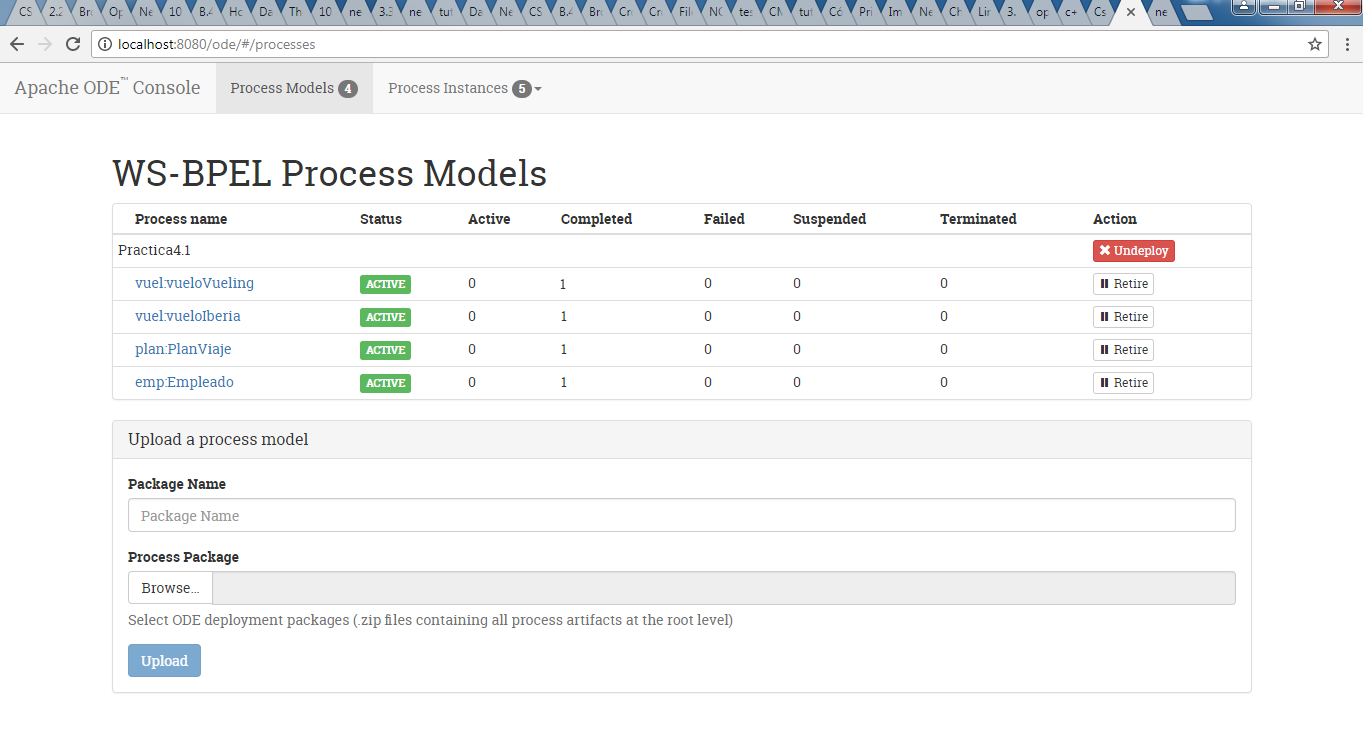 CS 2.2 Br Op Ne 10 B.4 Ho Da Th 10 ne 3.3 ne tut Da Ne CS B.4 Br Cr Cr File NC tes CN tut Co Pri Im Ne Ch Lir 3. op c+ Cs ne
localhost:8080/ode/#/processes
Apache ODE™ Console Process Models 4 Process Instances 5
WS-BPEL Process Models
Process name Status Active Completed Failed Suspended Terminated Action
Practica4.1 Undeploy
vuel:vueloVueling ACTIVE 0 1 0 0 0 Retire
vuel:vueloIberia ACTIVE 0 1 0 0 0 Retire
plan:PlanViaje ACTIVE 0 1 0 0 0 Retire
emp:Empleado ACTIVE 0 1 0 0 0 Retire
Upload a process model
Package Name
Package Name
Process Package
Browse...
Select ODE deployment packages (.zip files containing all process artifacts at the root level)
Upload